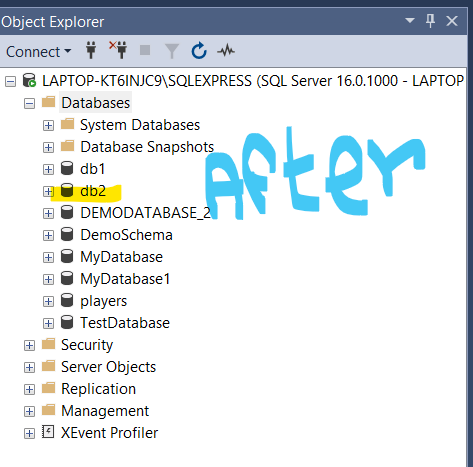 Object Explorer
Connect
LAPTOP-KT6INJC9\SQLEXPRESS (SQL Server 16.0.1000 - LAPTOP
Databases
System Databases
Database Snapshots
After
db1
db2
DEMODATABASE_2
DemoSchema
MyDatabase
MyDatabase1
players
TestDatabase
Security
Server Objects
Replication
Management
XEvent Profiler